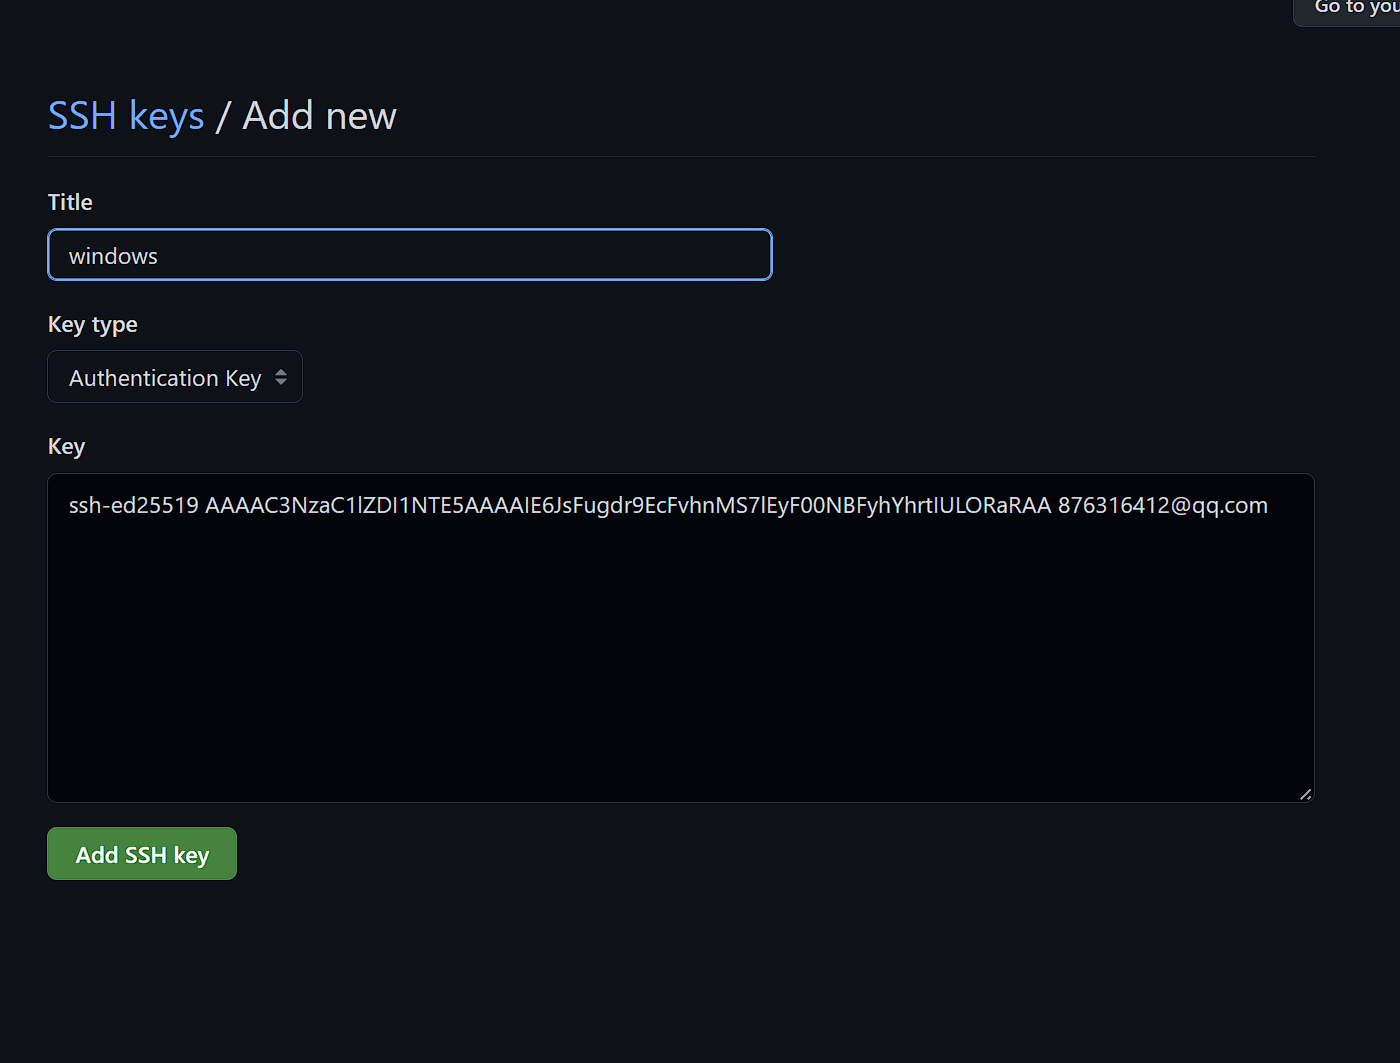 Go to you
SSH keys / Add new
Title
windows
Key type
Authentication Key
Key
ssh-ed25519 AAAAC3NzaC1lZDI1NTE5AAAAIE6JsFugdr9EcFvhnMS7lEyF00NBFyhYhrtIULORaRAA 876316412@qq.com
Add SSH key